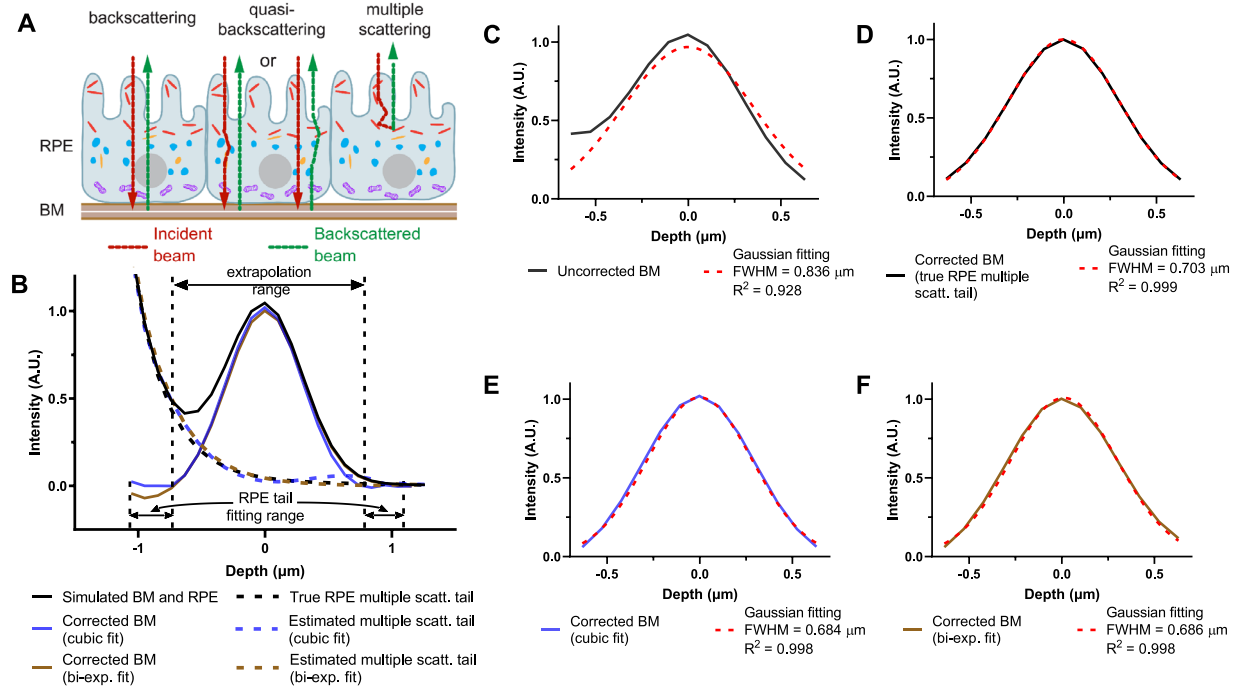 A
backscattering
quasi-
backscattering
or
multiple
scattering
RPE
BM
Incident
beam
Backscattered
beam
B
extrapolation
range
1.0
0.5
0.0
Intensity (A.U.)
RPE tail
fitting range
-1
0
1
Depth (µm)
Simulated BM and RPE
True RPE multiple scatt. tail
Corrected BM
(cubic fit)
Estimated multiple scatt. tail
(cubic fit)
Corrected BM
(bi-exp. fit)
Estimated multiple scatt. tail
(bi-exp. fit)
C
1.0
0.5
0.0
Intensity (A.U.)
-0.5
0.0
0.5
Depth (µm)
Uncorrected BM
Gaussian fitting
FWHM = 0.836 µm
R² = 0.928
D
1.0
0.5
0.0
Intensity (A.U.)
-0.5
0.0
0.5
Depth (µm)
Corrected BM
(true RPE multiple
scatt. tail)
Gaussian fitting
FWHM = 0.703 µm
R² = 0.999
E
1.0
0.5
0.0
Intensity (A.U.)
-0.5
0.0
0.5
Depth (µm)
Corrected BM
(cubic fit)
Gaussian fitting
FWHM = 0.684 µm
R² = 0.998
F
1.0
0.5
0.0
Intensity (A.U.)
-0.5
0.0
0.5
Depth (µm)
Corrected BM
(bi-exp. fit)
Gaussian fitting
FWHM = 0.686 µm
R² = 0.998